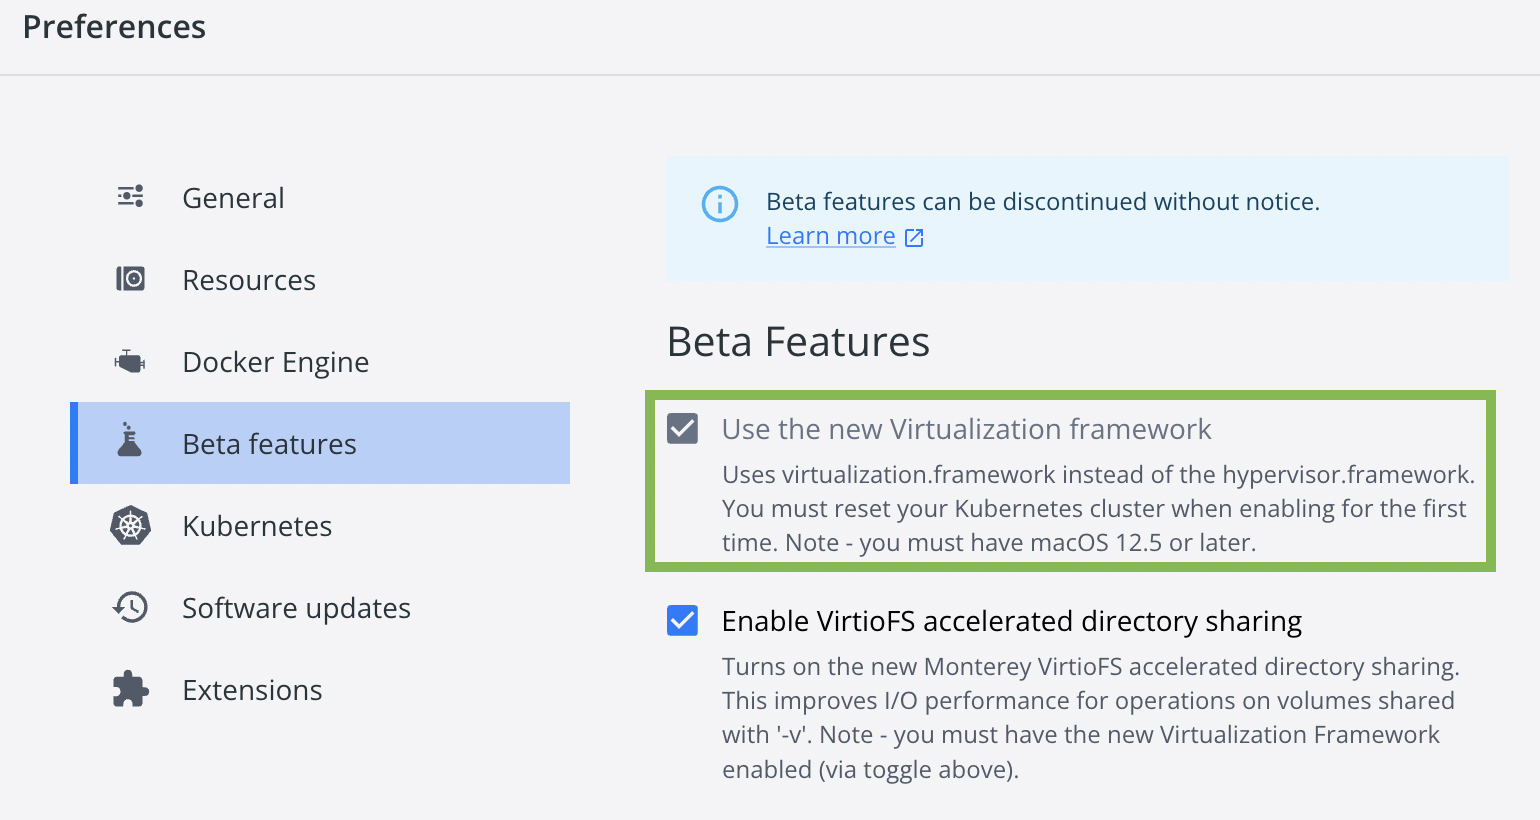 Preferences
General
Resources
Docker Engine
Beta features
Kubernetes
Software updates
Extensions
Beta features can be discontinued without notice.
Learn more
Beta Features
Use the new Virtualization framework
Uses virtualization.framework instead of the hypervisor.framework.
You must reset your Kubernetes cluster when enabling for the first
time. Note - you must have macOS 12.5 or later.
Enable VirtioFS accelerated directory sharing
Turns on the new Monterey VirtioFS accelerated directory sharing.
This improves I/O performance for operations on volumes shared
with '-v'. Note - you must have the new Virtualization Framework
enabled (via toggle above).